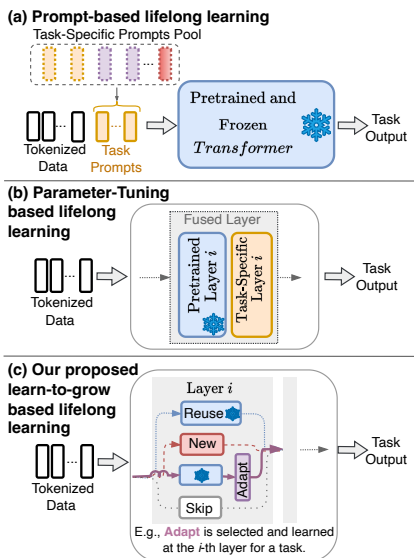 (a) Prompt-based lifelong learning
Task-Specific Prompts Pool
...
...
...
Tokenized
Data
Task
Prompts
Pretrained and
Frozen
Transformer
Task
Output
(b) Parameter-Tuning
based lifelong
learning
Fused Layer
...
Tokenized
Data
Pretrained
Layer i
Task-Specific
Layer i
Task
Output
(c) Our proposed
learn-to-grow
based lifelong
learning
Layer i
Reuse
New
Adapt
Skip
...
Tokenized
Data
Task
Output
E.g., Adapt is selected and learned
at the i-th layer for a task.